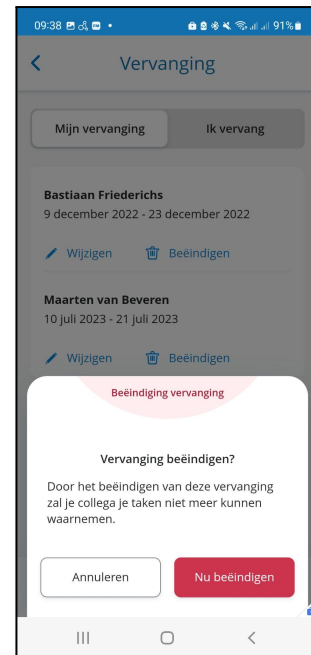 09:38
91%
Vervanging
Mijn vervanging
Ik vervang
Bastiaan Friederichs
9 december 2022 - 23 december 2022
Wijzigen
Beëindigen
Maarten van Beveren
10 juli 2023 - 21 juli 2023
Wijzigen
Beëindigen
Beëindiging vervanging
Vervanging beëindigen?
Door het beëindigen van deze vervanging
zal je collega je taken niet meer kunnen
waarnemen.
Annuleren
Nu beëindigen